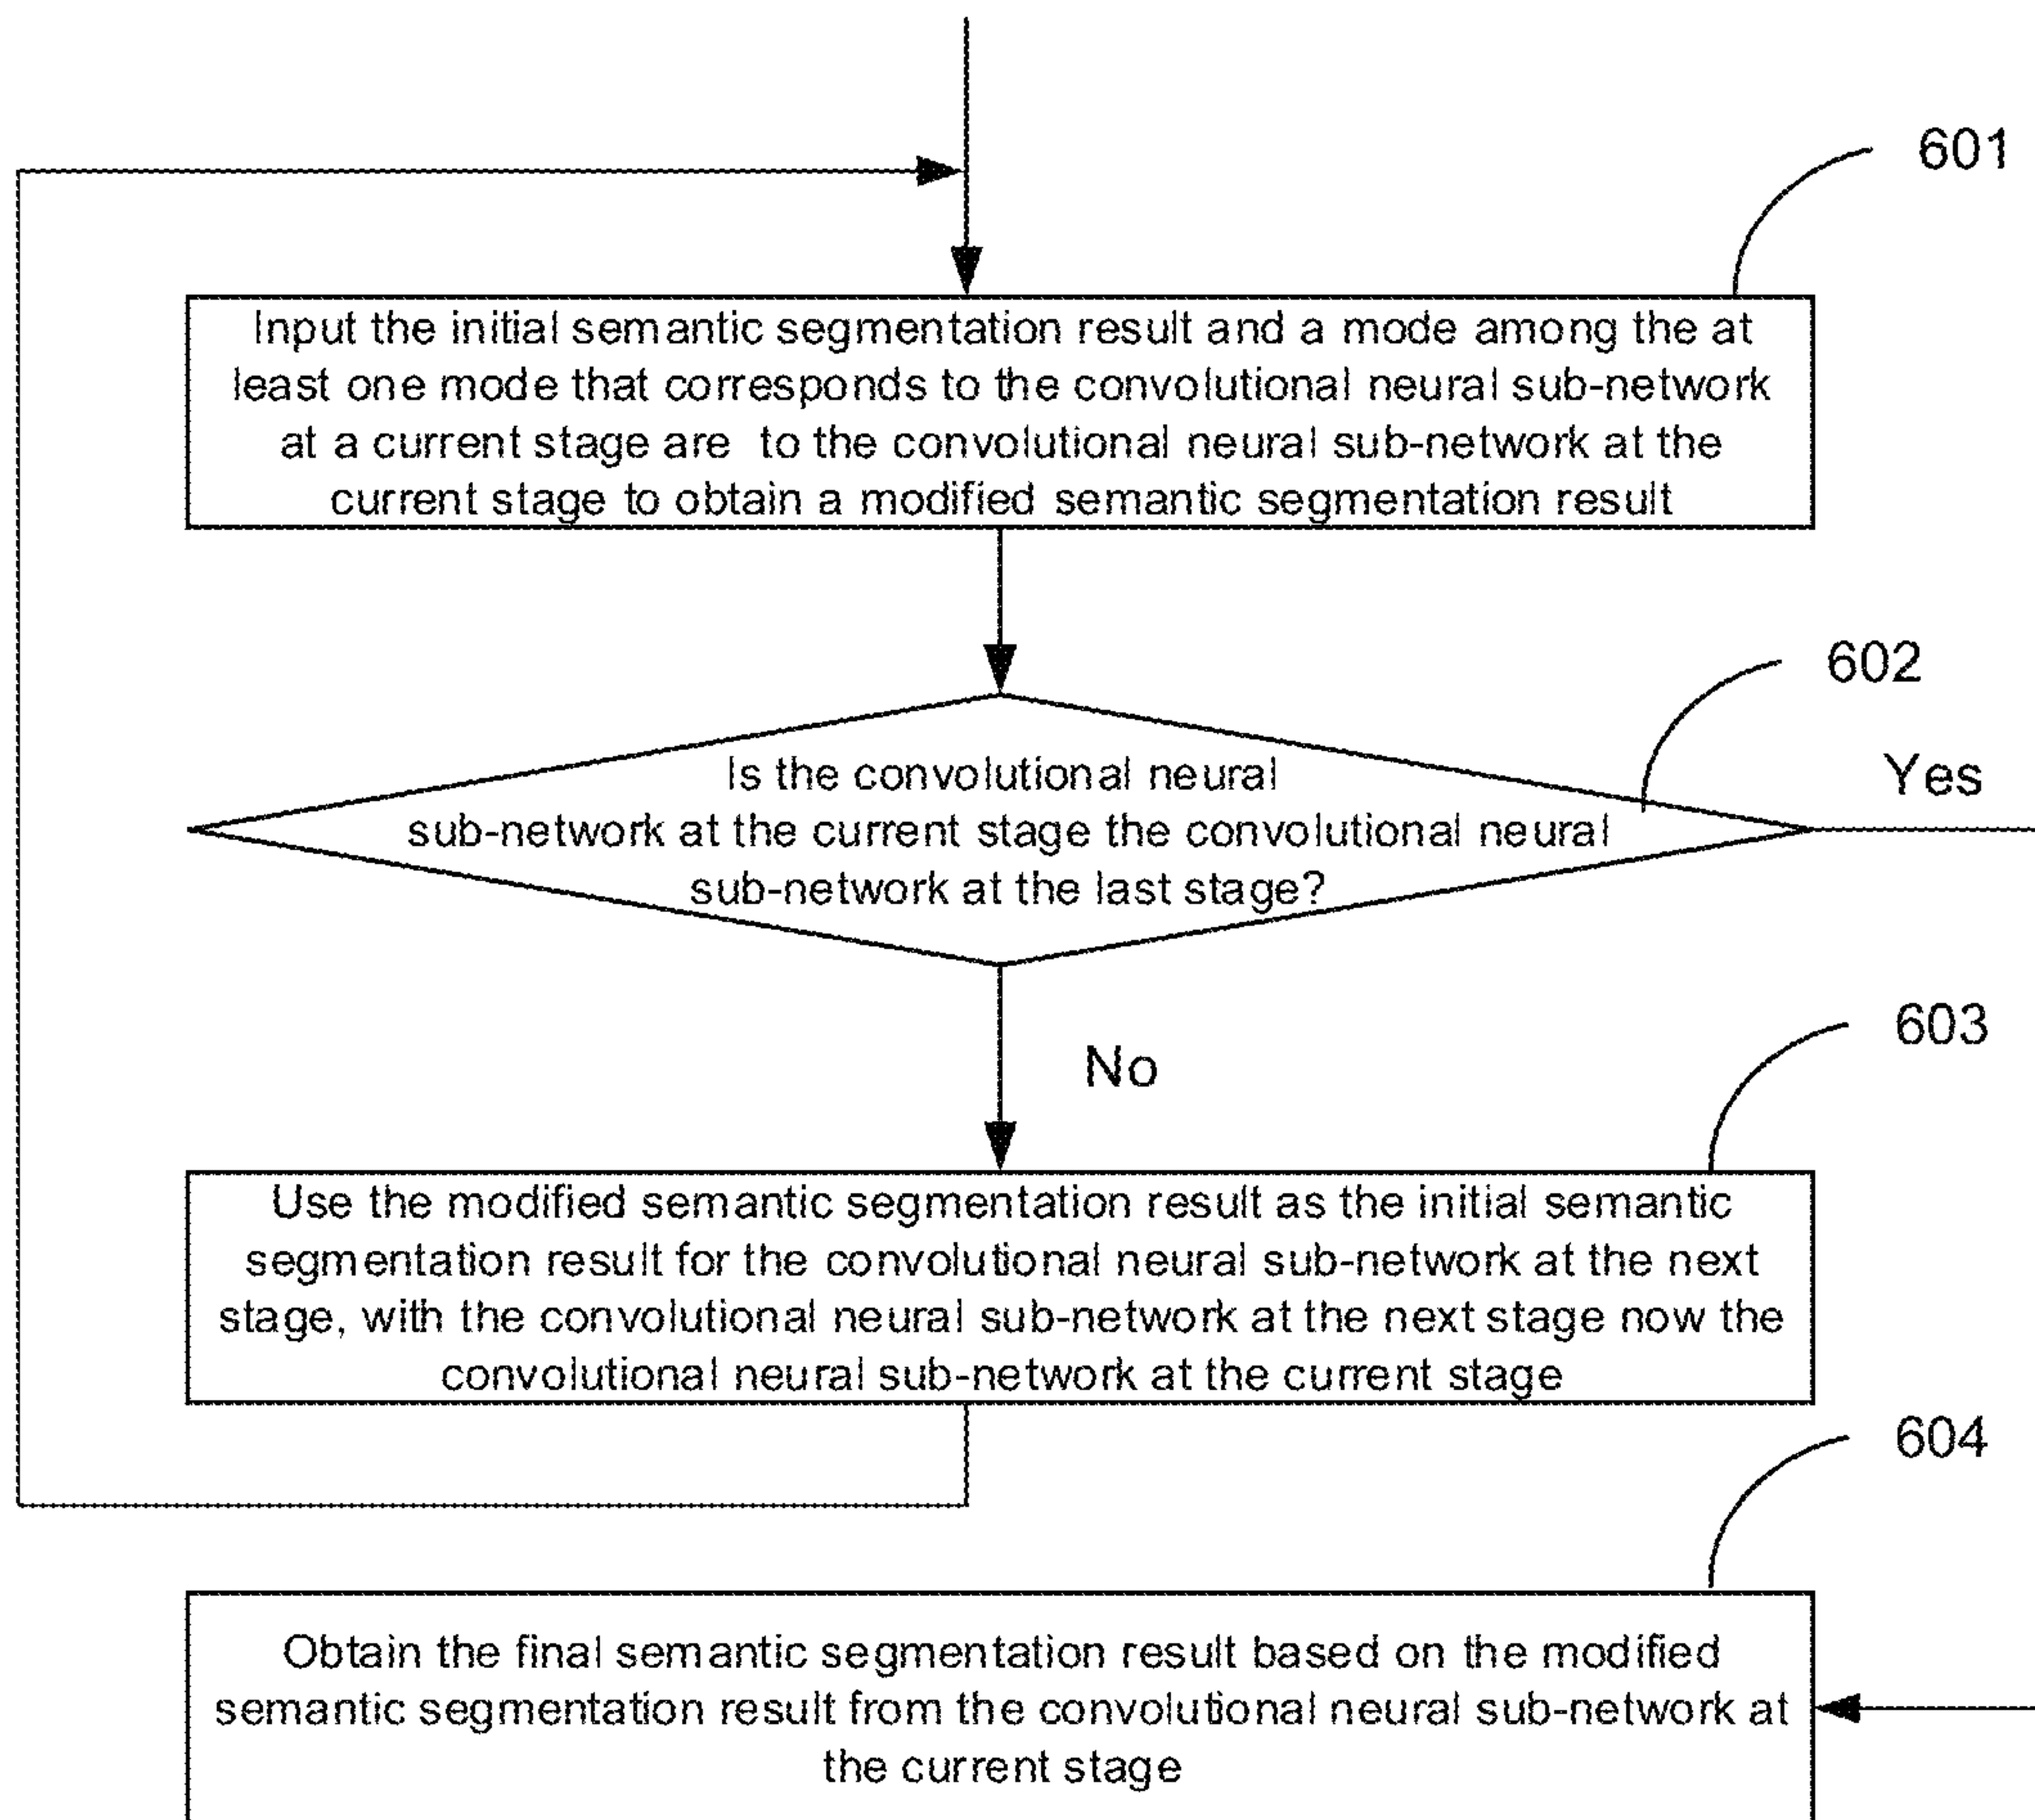 601
Input the initial semantic segmentation result and a mode among the at
least one mode that corresponds to the convolutional neural sub-network
at a current stage are to the convolutional neural sub-network at the
current stage to obtain a modified semantic segmentation result
602
Yes
Is the convolutional neural
sub-network at the current stage the convolutional neural
sub-network at the last stage?
603
No
Use the modified semantic segmentation result as the initial semantic
segmentation result for the convolutional neural sub-network at the next
stage, with the convolutional neural sub-network at the next stage now the
convolutional neural sub-network at the current stage
604
Obtain the final semantic segmentation result based on the modified
semantic segmentation result from the convolutional neural sub-network at
the current stage